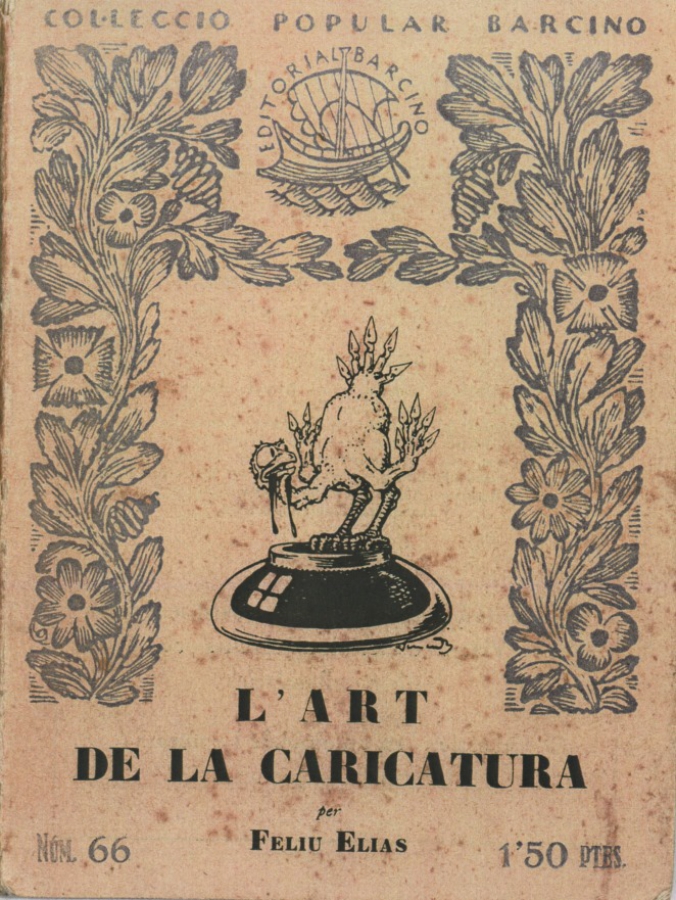 COL·LECCIÓ POPULAR BARCINO
EDITORIAL BARCINO
L'ART
DE LA CARICATURA
per
FELIU ELIAS
NÚM. 66
1'50 PTES.